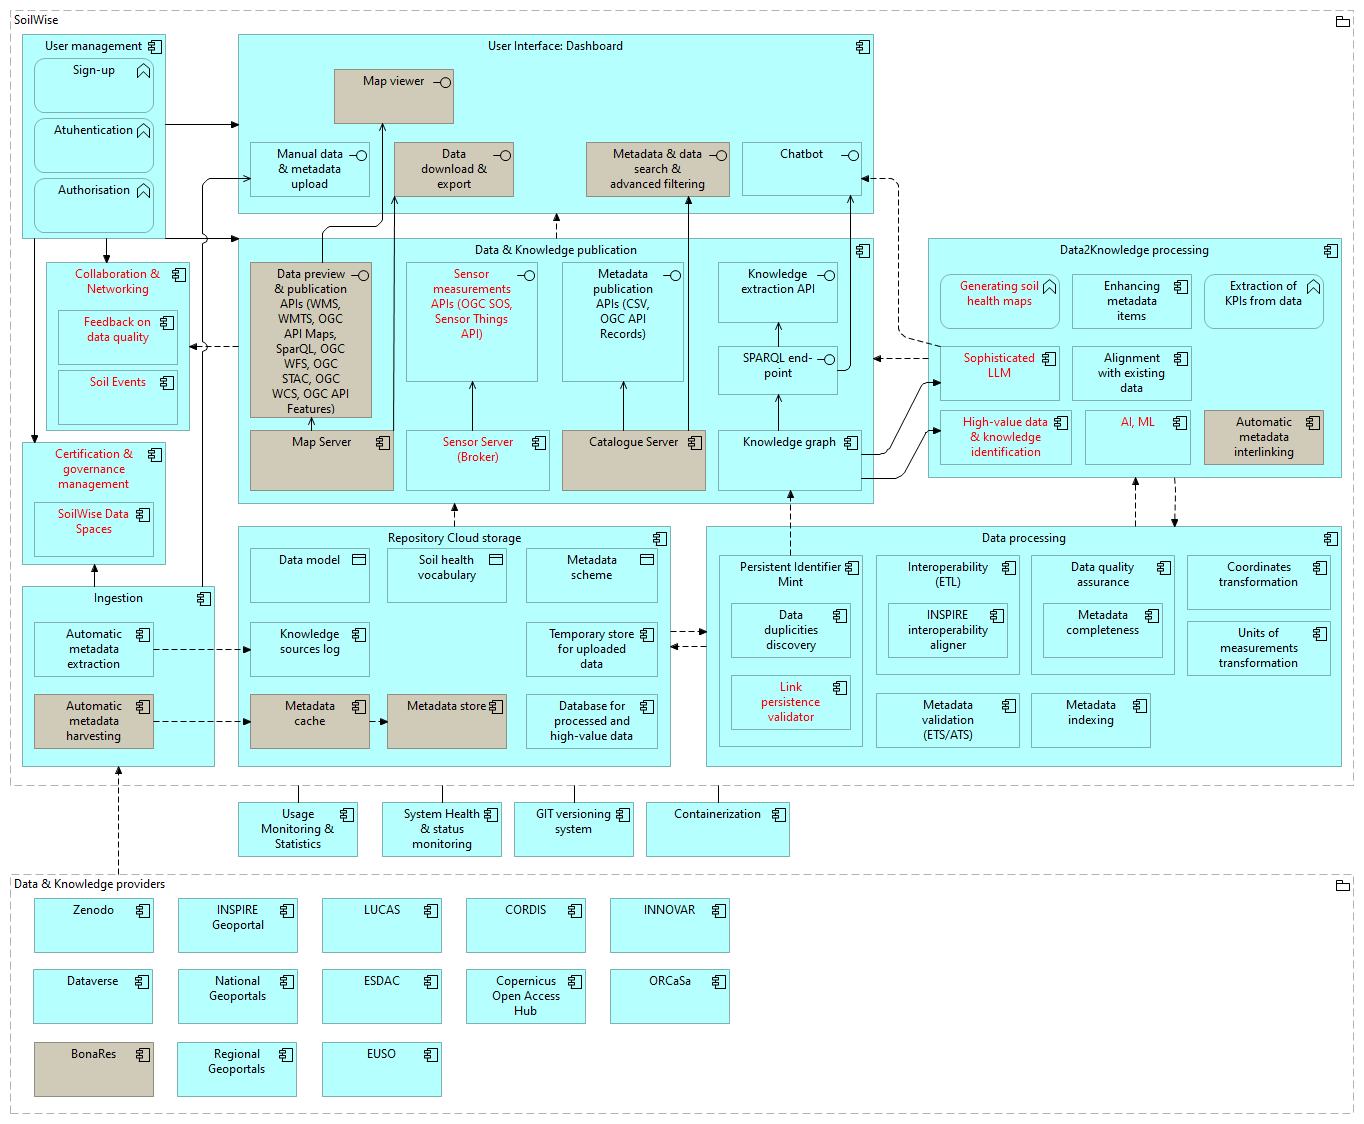 SoilWise
User management
Sign-up
Atuhentication
Authorisation
User Interface: Dashboard
Map viewer
Manual data
& metadata
upload
Data
download &
export
Metadata & data
search &
advanced filtering
Chatbot
Collaboration &
Networking
Feedback on
data quality
Soil Events
Certification &
governance
management
SoilWise Data
Spaces
Data & Knowledge publication
Data preview
& publication
APIs (WMS,
WMTS, OGC
API Maps,
SparQL, OGC
WFS, OGC
STAC, OGC
WCS, OGC API
Features)
Sensor
measurements
APIs (OGC SOS,
Sensor Things
API)
Metadata
publication
APIs (CSV,
OGC API
Records)
Knowledge
extraction API
SPARQL end-
point
Map Server
Sensor Server
(Broker)
Catalogue Server
Knowledge graph
Data2Knowledge processing
Generating soil
health maps
Enhancing
metadata
items
Extraction of
KPIs from data
Sophisticated
LLM
Alignment
with existing
data
High-value data
& knowledge
identification
AI, ML
Automatic
metadata
interlinking
Ingestion
Automatic
metadata
extraction
Automatic
metadata
harvesting
Repository Cloud storage
Data model
Soil health
vocabulary
Metadata
scheme
Knowledge
sources log
Temporary store
for uploaded
data
Metadata
cache
Metadata store
Database for
processed and
high-value data
Data processing
Persistent Identifier
Mint
Data
duplicities
discovery
Link
persistence
validator
Interoperability
(ETL)
INSPIRE
interoperability
aligner
Data quality
assurance
Metadata
completeness
Coordinates
transformation
Units of
measurements
transformation
Metadata
validation
(ETS/ATS)
Metadata
indexing
Usage
Monitoring &
Statistics
System Health
& status
monitoring
GIT versioning
system
Containerization
Data & Knowledge providers
Zenodo
INSPIRE
Geoportal
LUCAS
CORDIS
INNOVAR
Dataverse
National
Geoportals
ESDAC
Copernicus
Open Access
Hub
ORCaSa
BonaRes
Regional
Geoportals
EUSO